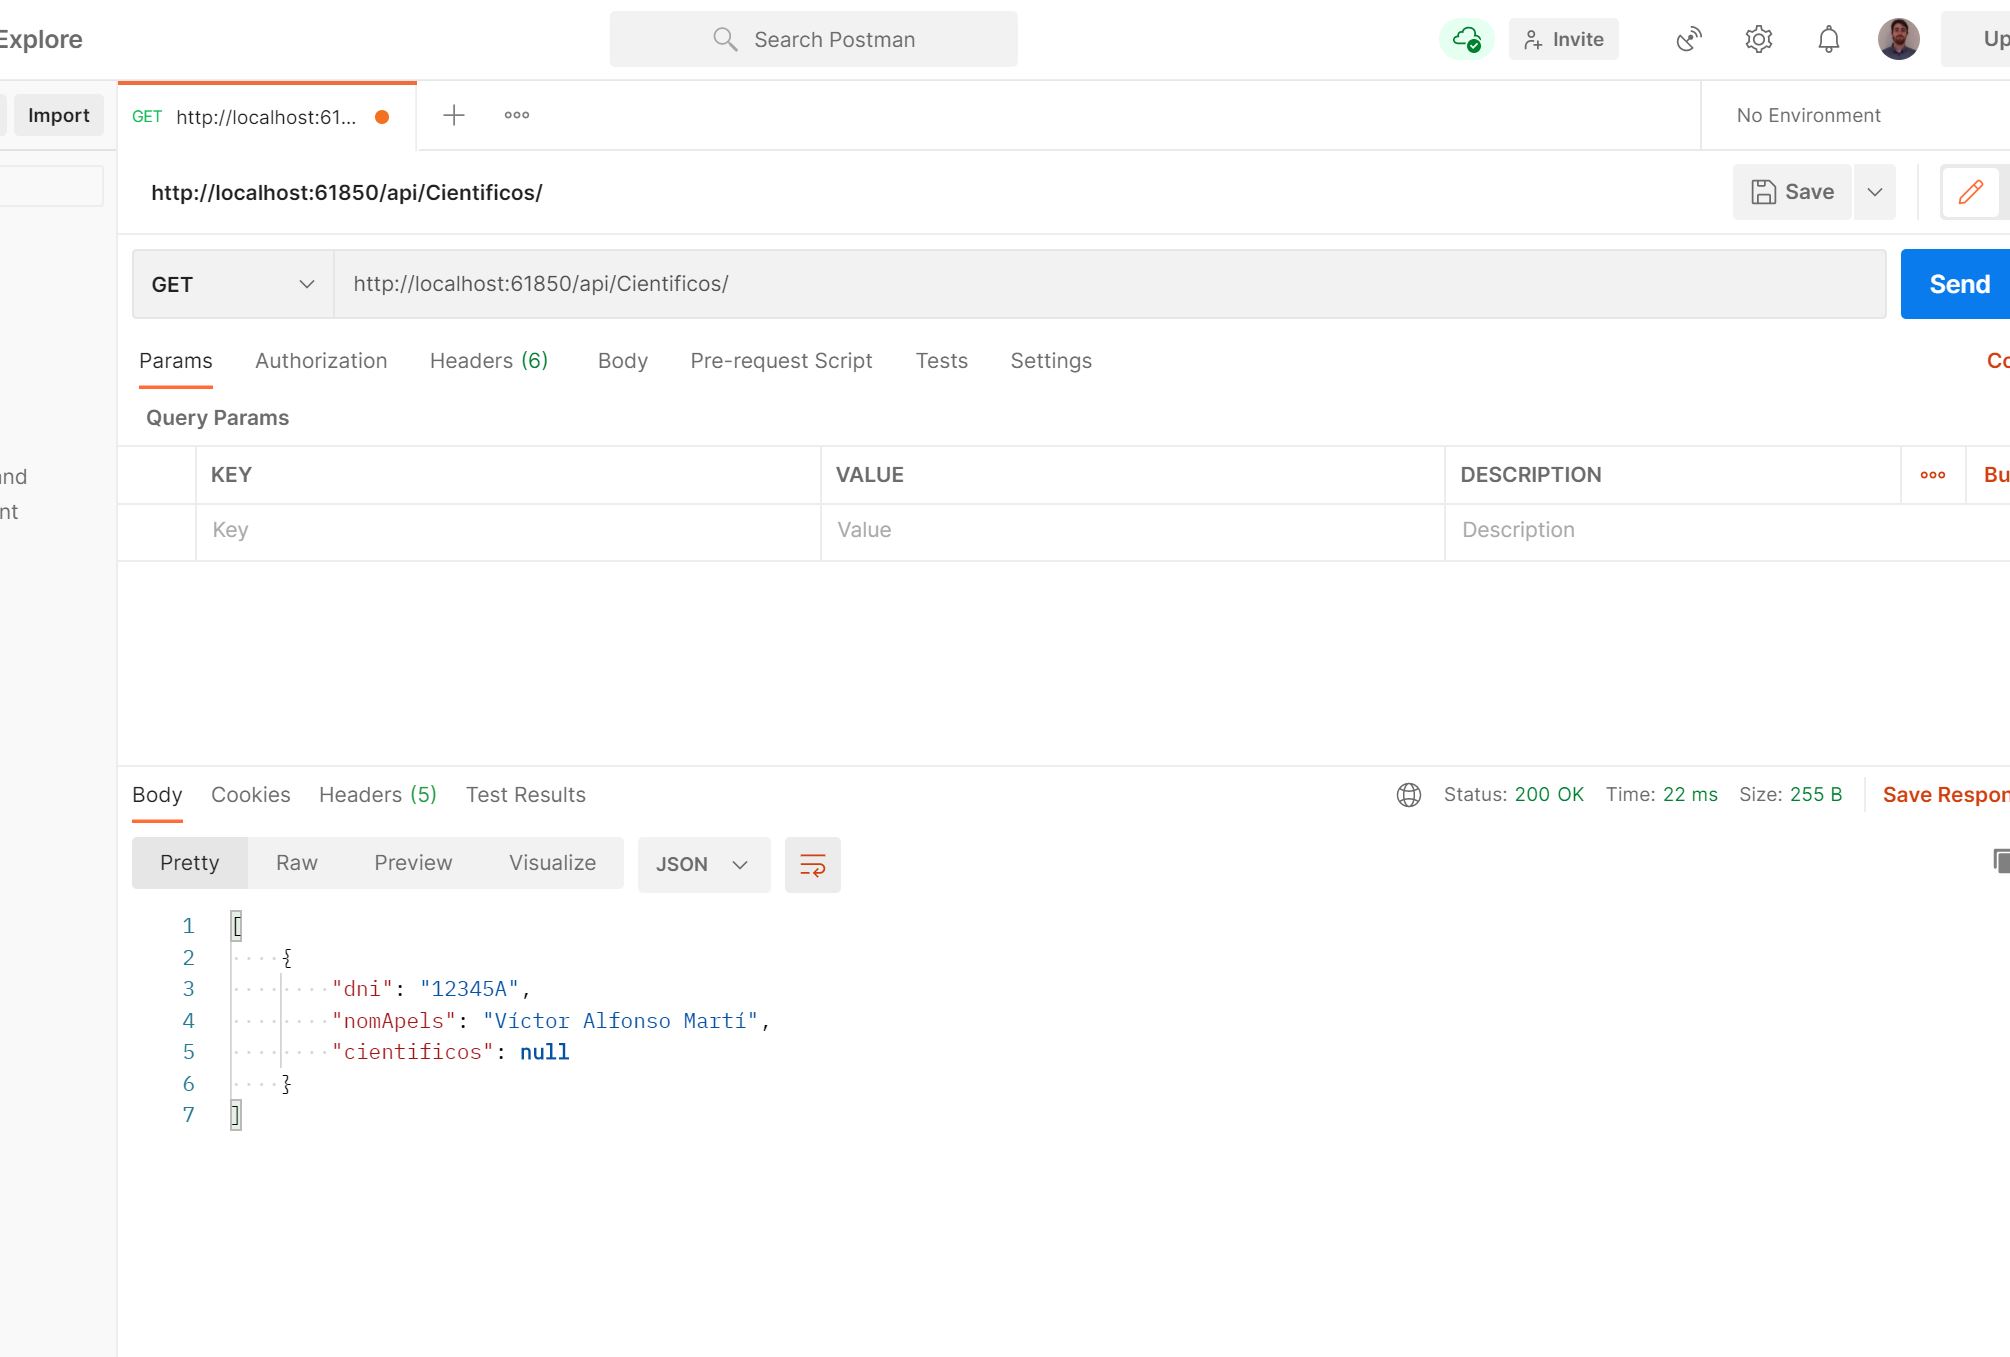 Explore
Search Postman
Invite
Up
Import
GET http://localhost:61...
No Environment
http://localhost:61850/api/Cientificos/
Save
GET
http://localhost:61850/api/Cientificos/
Send
Params Authorization Headers (6) Body Pre-request Script Tests Settings
Co
Query Params
KEY VALUE DESCRIPTION
Bu
Key Value Description
and
nt
Body Cookies Headers (5) Test Results
Status: 200 OK Time: 22 ms Size: 255 B
Save Respon
Pretty Raw Preview Visualize
JSON
1 [
2 {
3 "dni": "12345A",
4 "nomApels": "Víctor Alfonso Martí",
5 "cientificos": null
6 }
7 ]